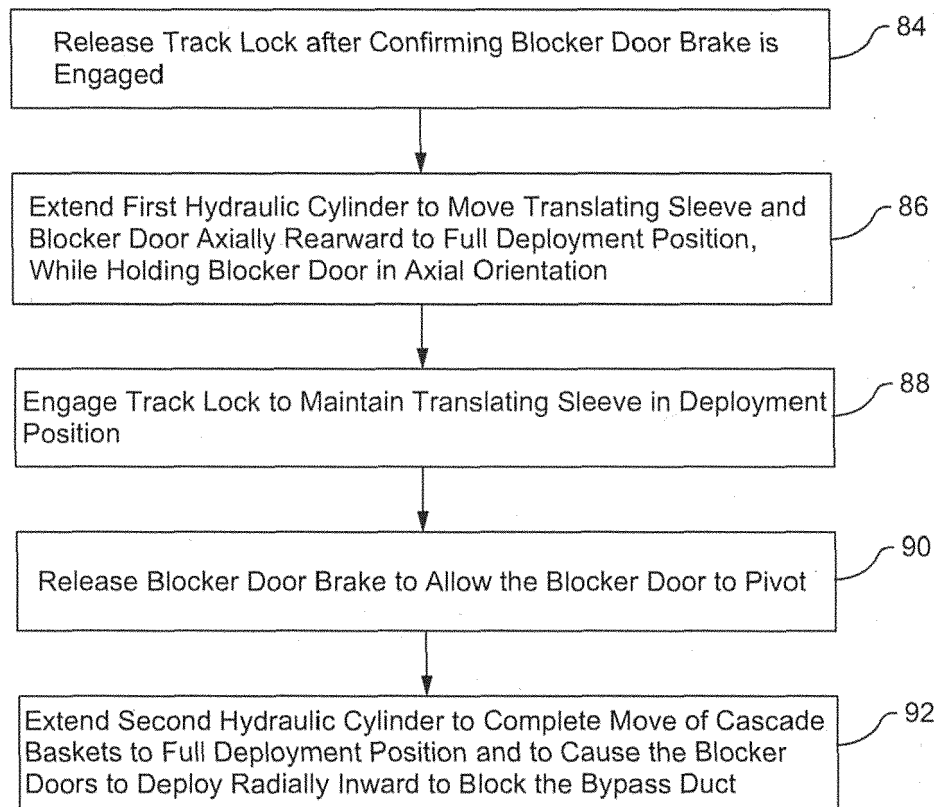 Release Track Lock after Confirming Blocker Door Brake is
Engaged
84
Extend First Hydraulic Cylinder to Move Translating Sleeve and
Blocker Door Axially Rearward to Full Deployment Position,
While Holding Blocker Door in Axial Orientation
86
Engage Track Lock to Maintain Translating Sleeve in Deployment
Position
88
Release Blocker Door Brake to Allow the Blocker Door to Pivot
90
Extend Second Hydraulic Cylinder to Complete Move of Cascade
Baskets to Full Deployment Position and to Cause the Blocker
Doors to Deploy Radially Inward to Block the Bypass Duct
92